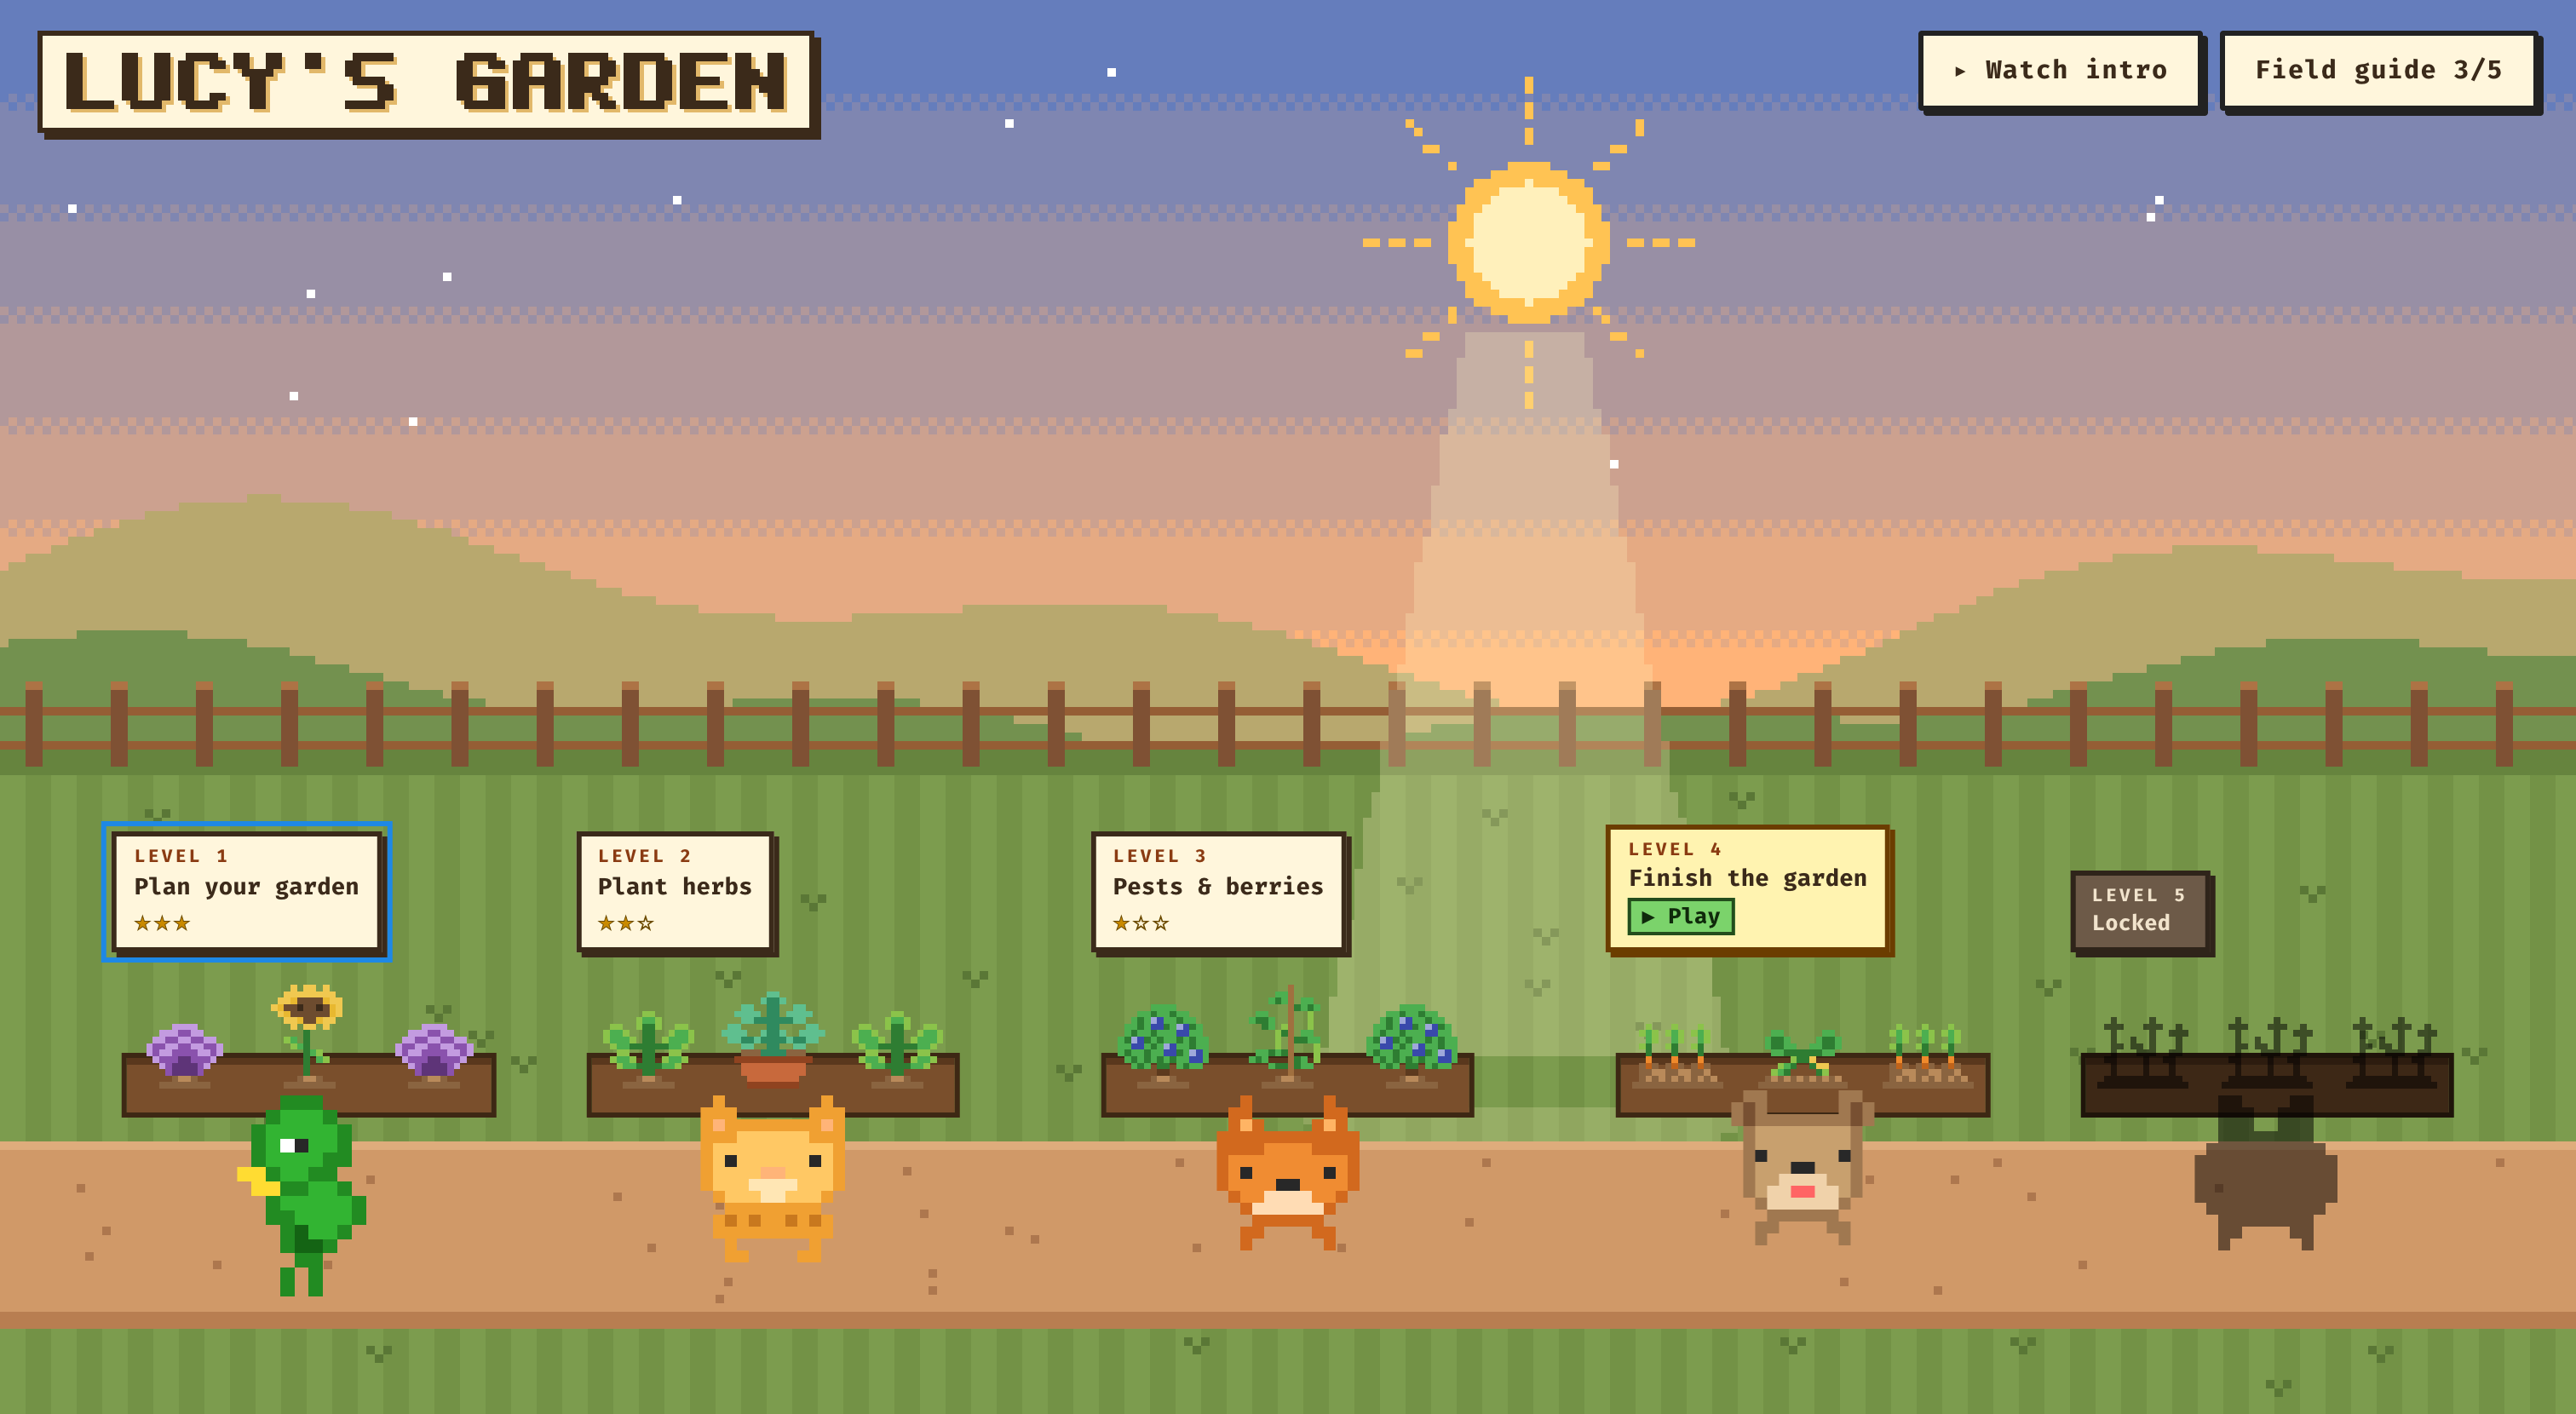 LUCY'S GARDEN
▸ Watch intro
Field guide 3/5
LEVEL 1
Plan your garden
★★★
LEVEL 2
Plant herbs
★★☆
LEVEL 3
Pests & berries
★☆☆
LEVEL 4
Finish the garden
▶ Play
LEVEL 5
Locked